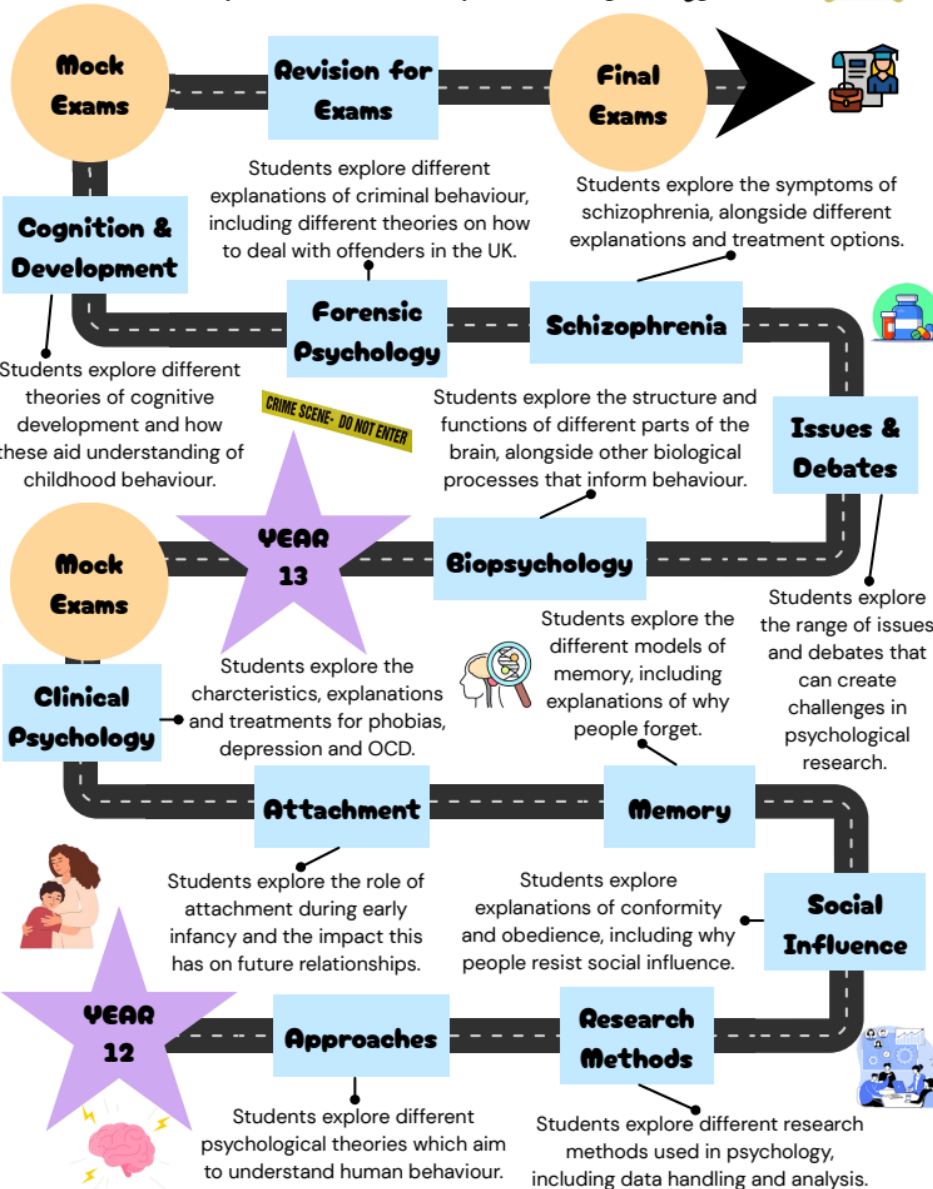 Mock
Exams
Revision for
Exams
Final
Exams
Students explore different
explanations of criminal behaviour,
including different theories on how
to deal with offenders in the UK.
Students explore the symptoms of
schizophrenia, alongside different
explanations and treatment options.
Cognition &
Development
Forensic
Psychology
Schizophrenia
Students explore different
theories of cognitive
development and how
these aid understanding of
childhood behaviour.
CRIME SCENE- DO NOT ENTER
Students explore the structure and
functions of different parts of the
brain, alongside other biological
processes that inform behaviour.
Issues &
Debates
Mock
Exams
YEAR
13
Biopsychology
Students explore
the range of issues
and debates that
can create
challenges in
psychological
research.
Clinical
Psychology
Students explore the
charcteristics, explanations
and treatments for phobias,
depression and OCD.
Students explore the
different models of
memory, including
explanations of why
people forget.
Attachment
Memory
Students explore the role of
attachment during early
infancy and the impact this
has on future relationships.
Students explore
explanations of conformity
and obedience, including why
people resist social influence.
Social
Influence
YEAR
12
Approaches
Research
Methods
Students explore different
psychological theories which aim
to understand human behaviour.
Students explore different research
methods used in psychology,
including data handling and analysis.